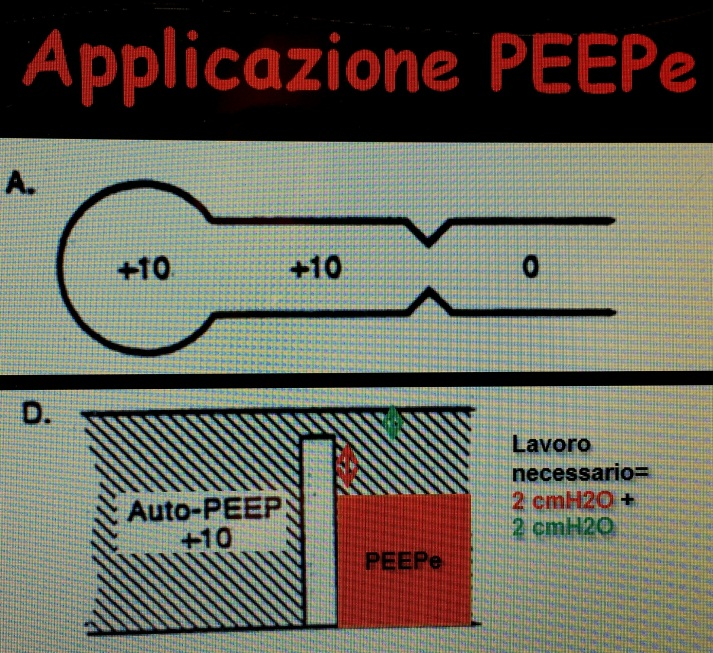 Applicazione PEEPe
A.
+10
+10
0
D.
Auto-PEEP
+10
PEEPe
Lavoro
necessario=
2 cmH2O +
2 cmH2O